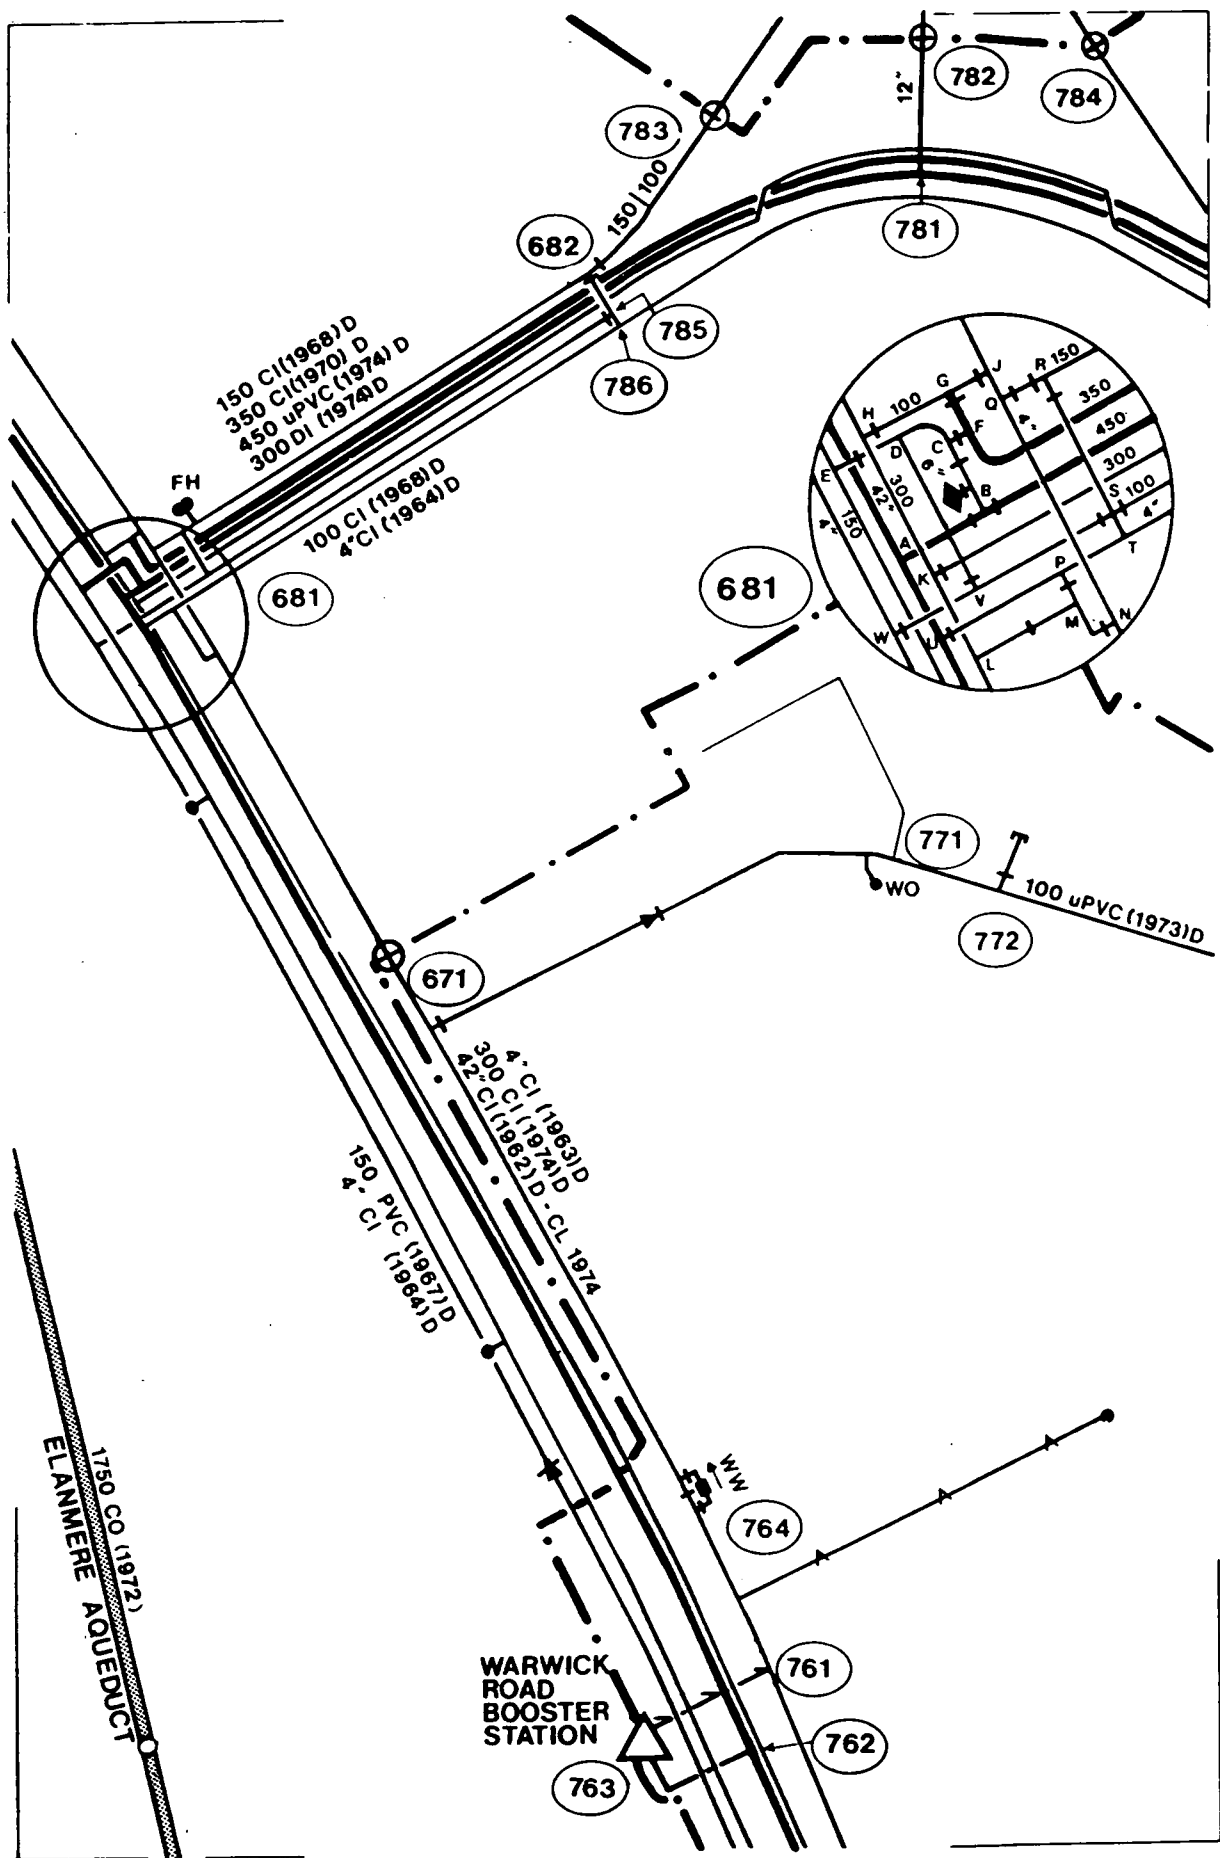 782
784
12"
783
150|100
682
781
785
786
150 CI(1968)D
350 CI(1970) D
450 uPVC (1974) D
300 DI (1974)D
100 CI (1968)D
4"CI (1964) D
FH
681
681
J
R
150
G
Q
100
H
F
4"
350
450
C
D
6"
300
E
300
42"
B
S
100
4"
150
4"
A
K
V
P
T
W
U
L
M
N
771
WO
100 uPVC (1973)D
772
671
4" CI (1963)D
300 CI (1974)D
42"CI(1962)D - CL 1974
150 PVC (1967)D
4" CI (1964) D
1750 CO (1972)
ELANMERE AQUEDUCT
WW
764
WARWICK
ROAD
BOOSTER
STATION
761
762
763